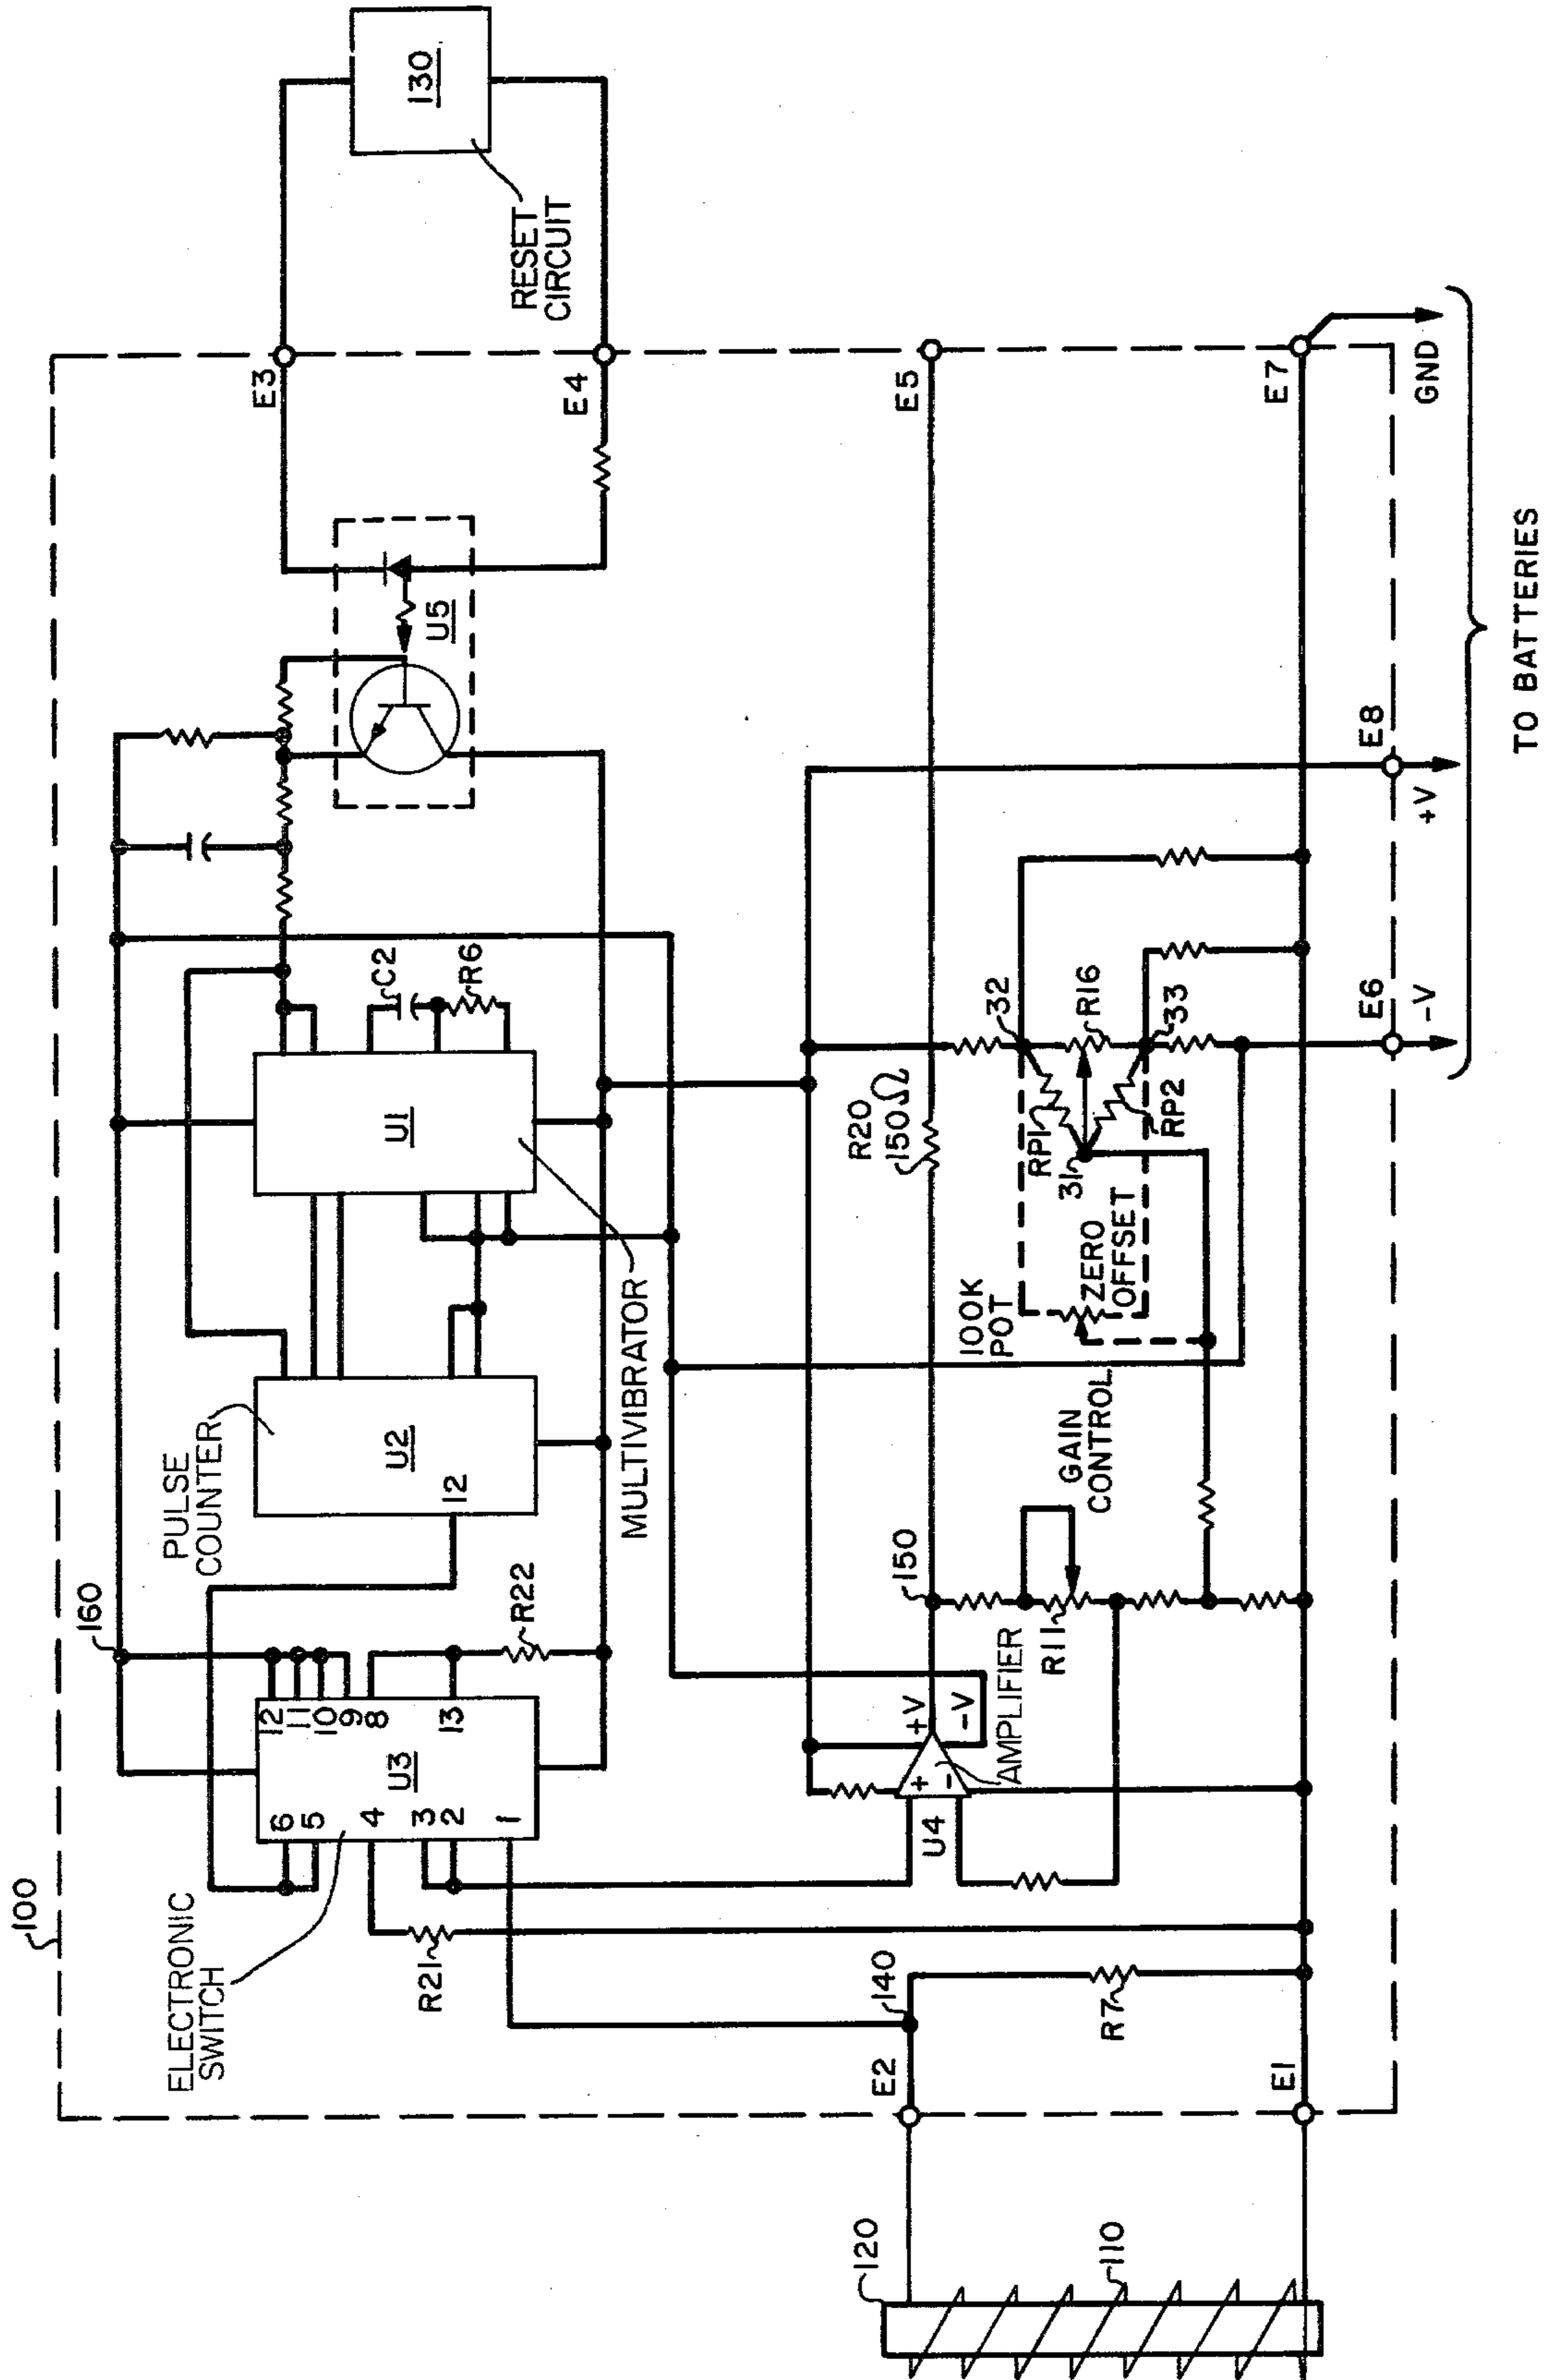 100
160
ELECTRONIC
SWITCH
PULSE
COUNTER
U3
6
5
4
3
2
1
12
11
10
9
8
13
R22
R21
U2
12
U1
C2
R6
MULTIVIBRATOR
U5
E3
E4
130
RESET
CIRCUIT
E2
140
R7
E1
120
110
U4
+
-
+V
-V
AMPLIFIER
150
R11
GAIN
CONTROL
R20
150Ω
100K
POT
ZERO
OFFSET
31
RP1
RP2
32
R16
33
E5
E7
GND
E8
+V
E6
-V
TO BATTERIES